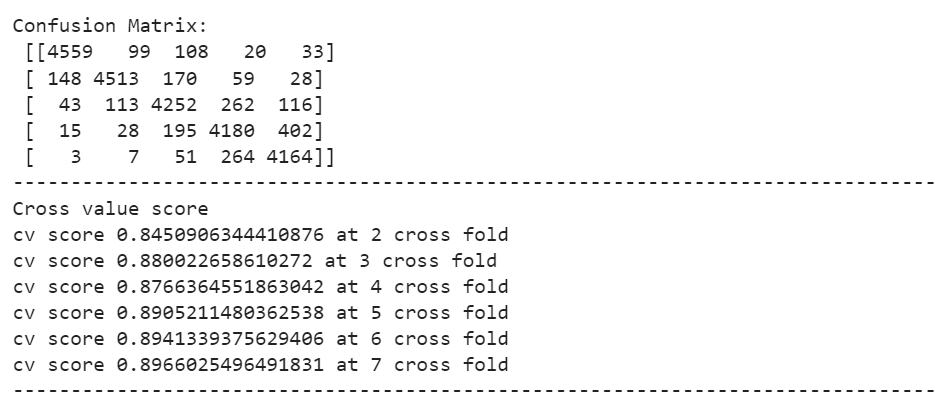 Confusion Matrix:
[[4559   99  108   20   33]
[ 148 4513  170   59   28]
[  43  113 4252  262  116]
[  15   28  195 4180  402]
[   3    7   51  264 4164]]
--------------------------------------------------------------------------------
Cross value score
cv score 0.8450906344410876 at 2 cross fold
cv score 0.880022658610272 at 3 cross fold
cv score 0.8766364551863042 at 4 cross fold
cv score 0.8905211480362538 at 5 cross fold
cv score 0.8941339375629406 at 6 cross fold
cv score 0.8966025496491831 at 7 cross fold
--------------------------------------------------------------------------------